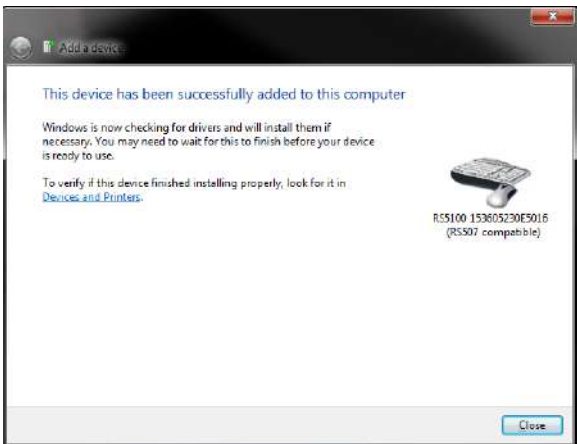 Add a device
This device has been successfully added to this computer
Windows is now checking for drivers and will install them if
necessary. You may need to wait for this to finish before your device
is ready to use.
To verify if this device finished installing properly, look for it in
Devices and Printers.
RS5100 153605230E5016
(RS507 compatible)
Close